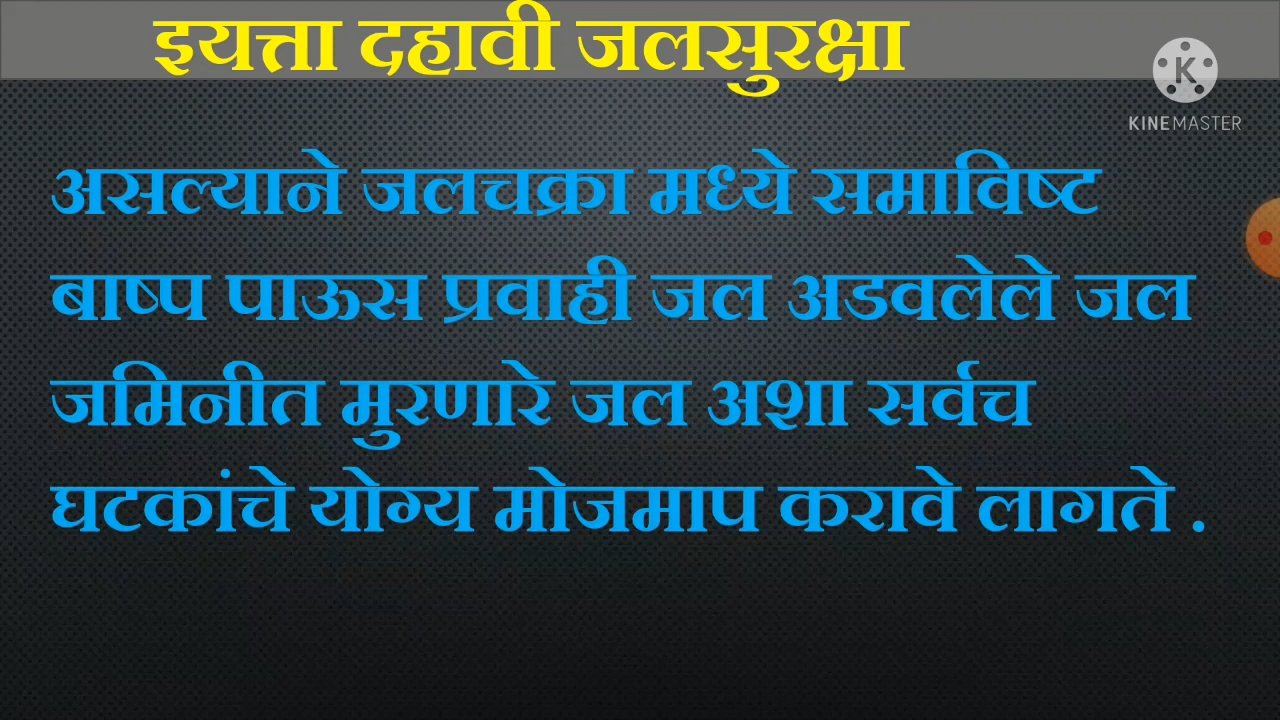 इयत्ता दहावी जलसुरक्षा
KINEMASTER
असल्याने जलचक्रा मध्ये समाविष्ट
बाष्प पाऊस प्रवाही जल अडवलेले जल
जमिनीत मुरणारे जल अशा सर्वच
घटकांचे योग्य मोजमाप करावे लागते .